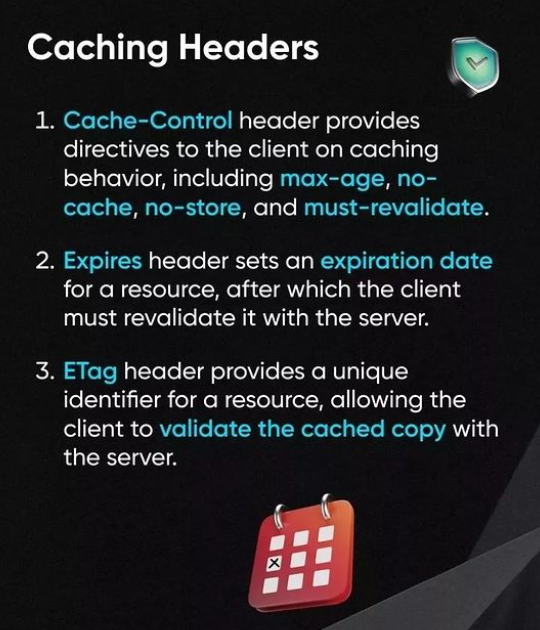 Caching Headers
1. Cache-Control header provides
directives to the client on caching
behavior, including max-age, no-
cache, no-store, and must-revalidate.
2. Expires header sets an expiration date
for a resource, after which the client
must revalidate it with the server.
3. ETag header provides a unique
identifier for a resource, allowing the
client to validate the cached copy with
the server.